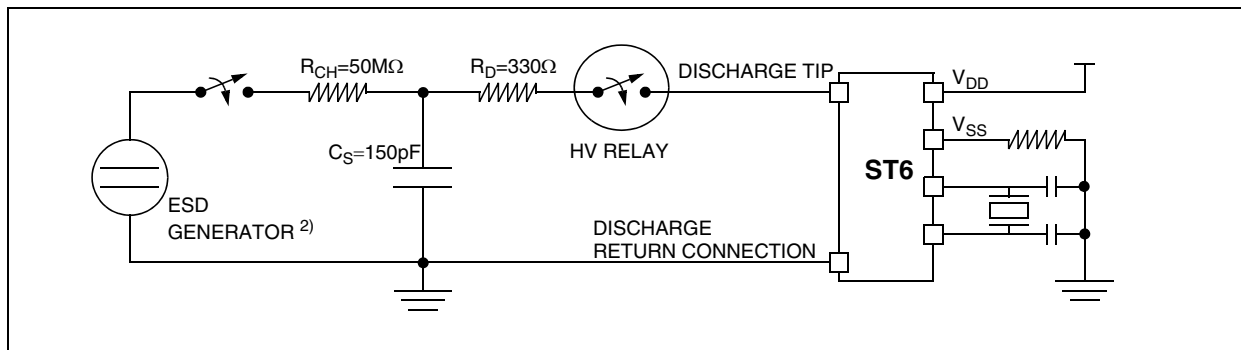 R_CH=50MΩ
R_D=330Ω
DISCHARGE TIP
V_DD
V_SS
C_S=150pF
HV RELAY
ST6
ESD
GENERATOR 2)
DISCHARGE
RETURN CONNECTION